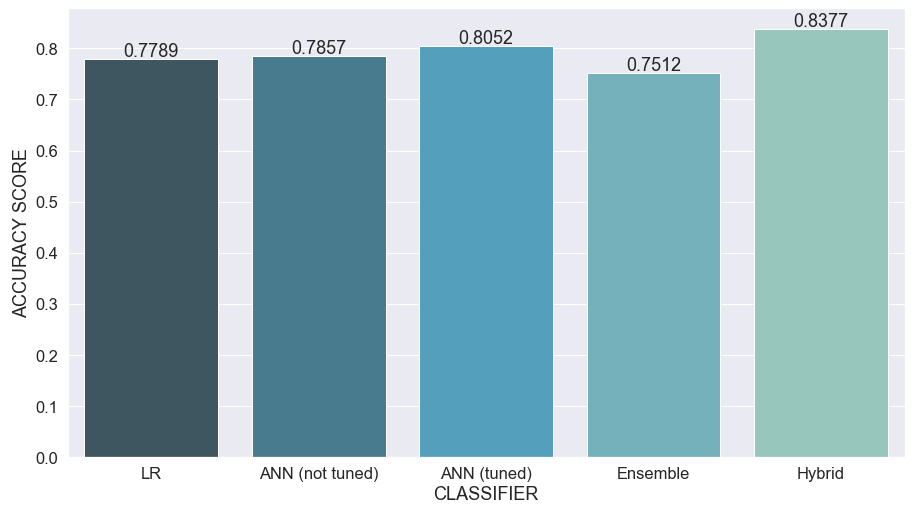 0.8377
0.8052
0.7857
0.7789
0.7512
0.8
0.7
0.6
0.5
0.4
0.3
0.2
0.1
0.0
ACCURACY SCORE
LR
ANN (not tuned)
ANN (tuned)
Ensemble
Hybrid
CLASSIFIER